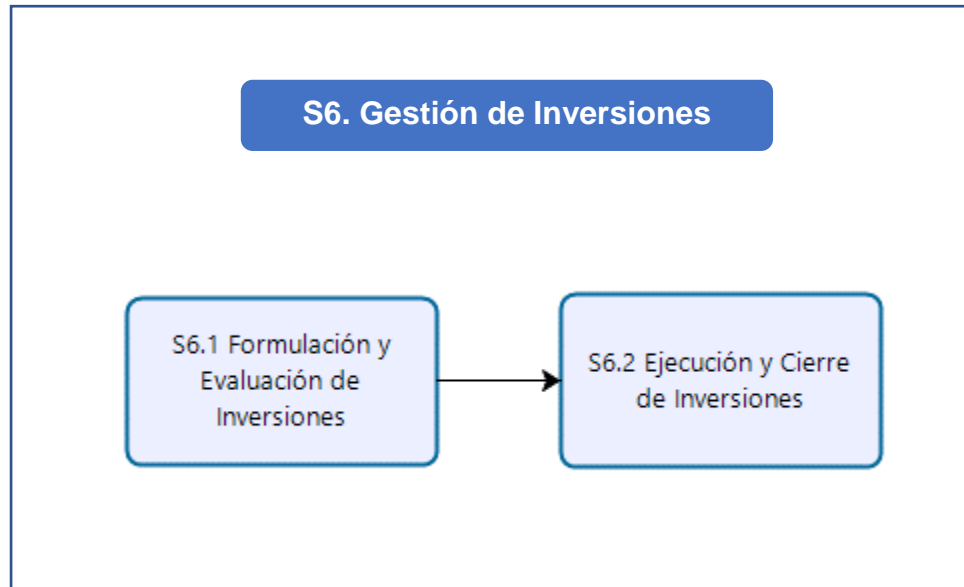 S6. Gestión de Inversiones
S6.1 Formulación y
Evaluación de
Inversiones
S6.2 Ejecución y Cierre
de Inversiones